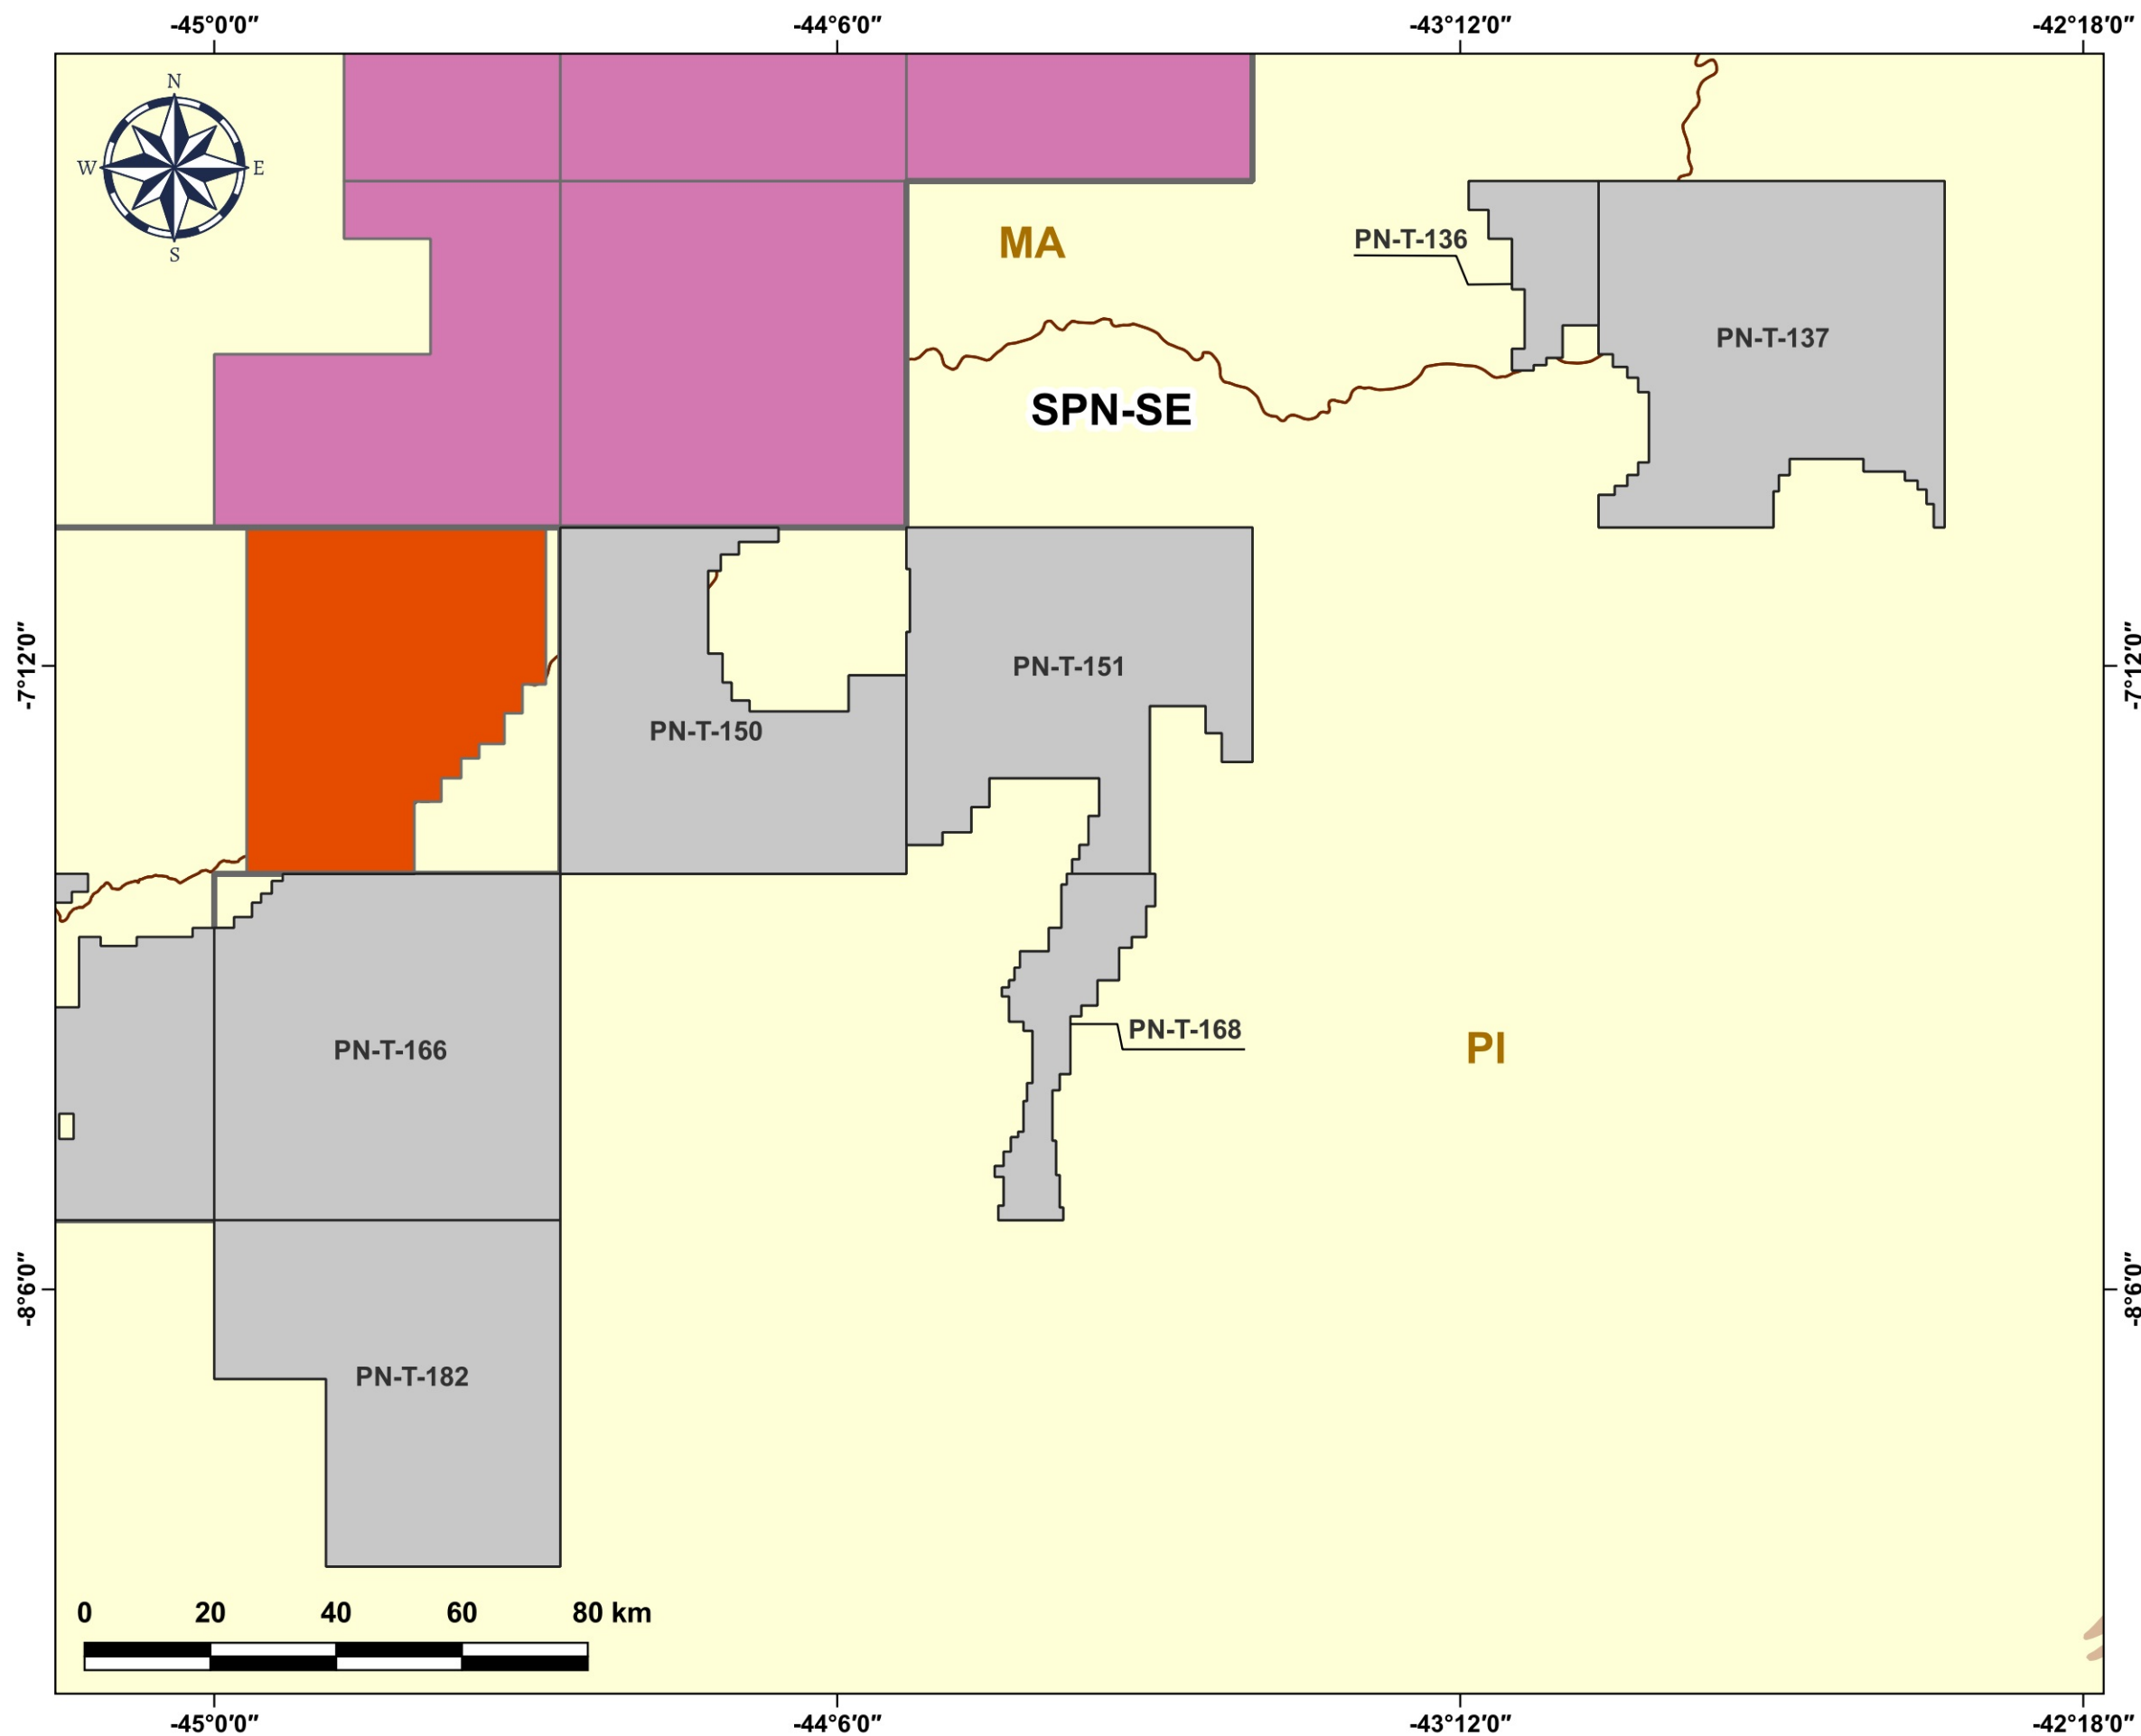 -45°0′0″ -44°6′0″ -43°12′0″ -42°18′0″
N
W E
S
MA
PN-T-136
PN-T-137
SPN-SE
-7°12′0″ -7°12′0″
PN-T-151
PN-T-150
PN-T-168
PI
PN-T-166
-8°6′0″ -8°6′0″
PN-T-182
0 20 40 60 80 km
-45°0′0″ -44°6′0″ -43°12′0″ -42°18′0″